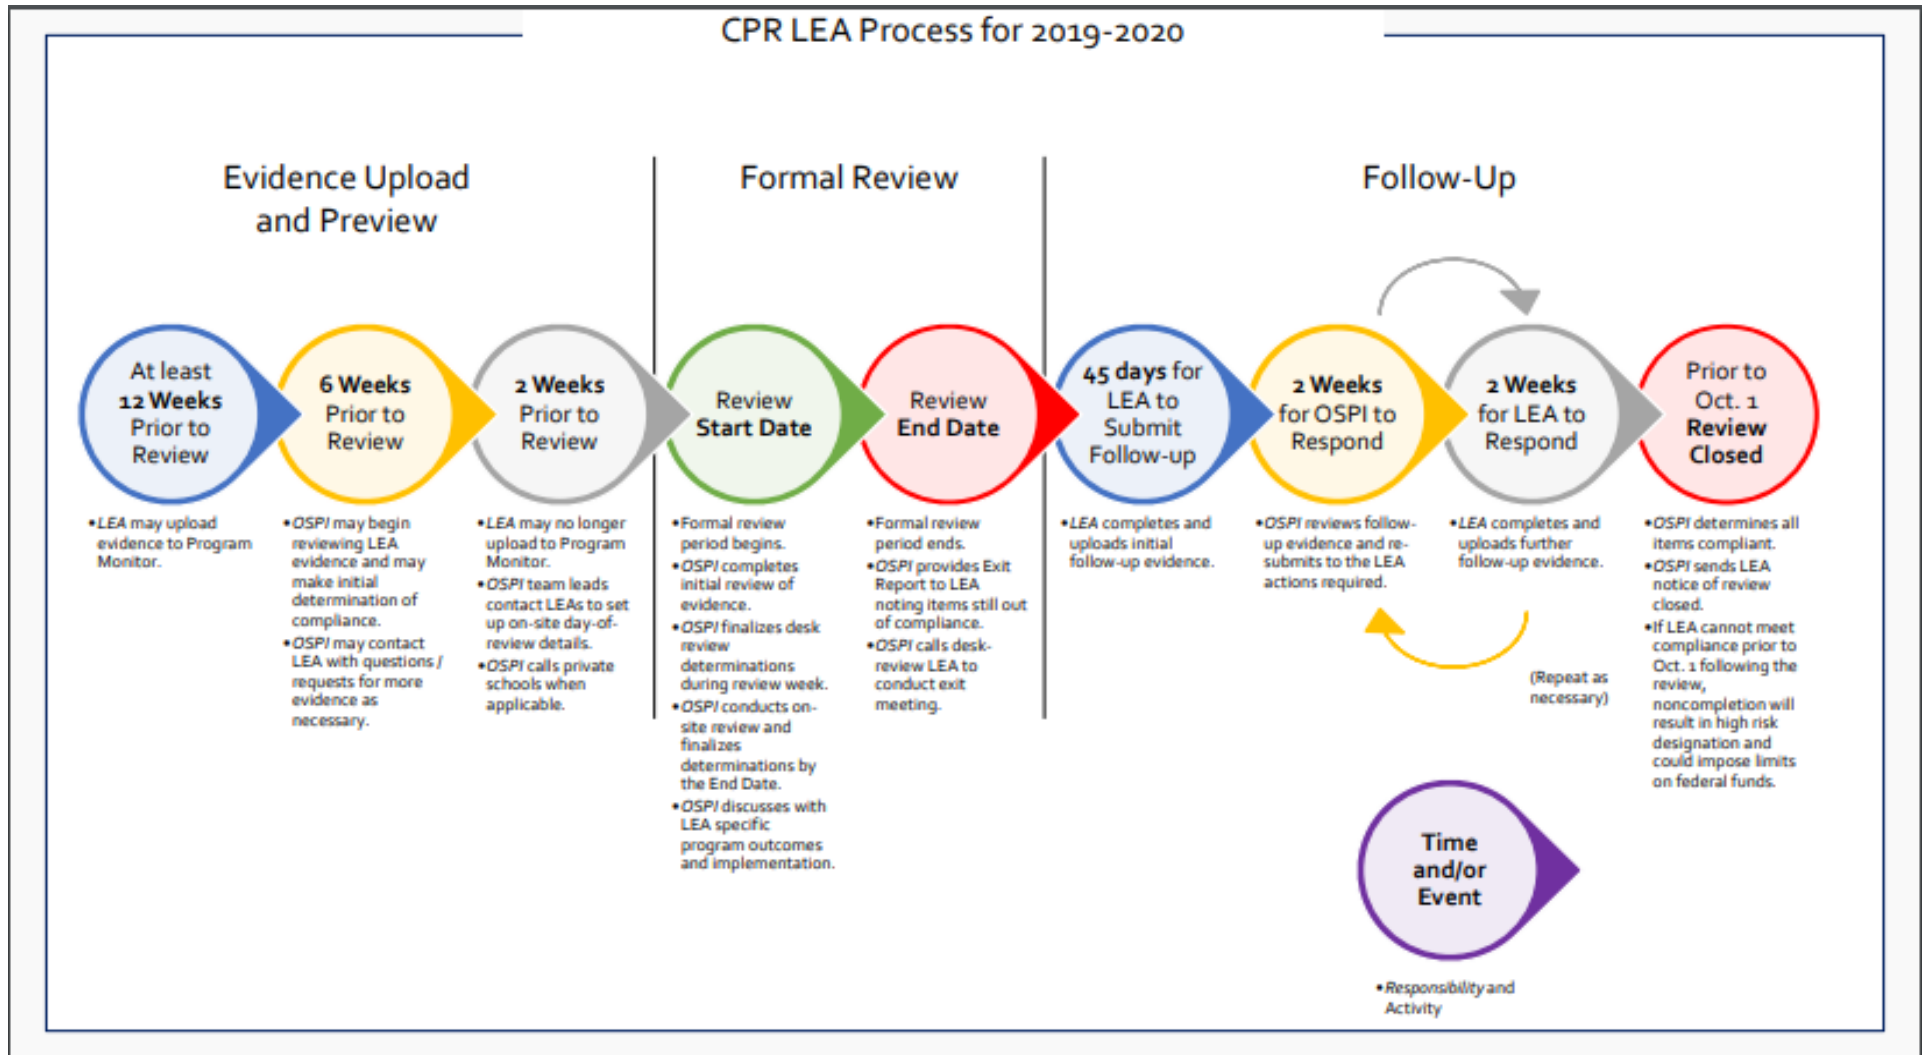 CPR LEA Process for 2019-2020
Evidence Upload
and Preview
At least
12 Weeks
Prior to
Review
•LEA may upload
evidence to Program
Monitor.
6 Weeks
Prior to
Review
•OSPI may begin
reviewing LEA
evidence and may
make initial
determination of
compliance.
•OSPI may contact
LEA with questions /
requests for more
evidence as
necessary.
2 Weeks
Prior to
Review
•LEA may no longer
upload to Program
Monitor.
•OSPI team leads
contact LEAs to set
up on-site day-of-
review details.
•OSPI calls private
schools when
applicable.
Formal Review
Review
Start Date
•Formal review
period begins.
•OSPI completes
initial review of
evidence.
•OSPI finalizes desk
review
determinations
during review week.
•OSPI conducts on-
site review and
finalizes
determinations by
the End Date.
•OSPI discusses with
LEA specific
program outcomes
and implementation.
Review
End Date
•Formal review
period ends.
•OSPI provides Exit
Report to LEA
noting items still out
of compliance.
•OSPI calls desk-
review LEA to
conduct exit
meeting.
Follow-Up
45 days for
LEA to
Submit
Follow-up
•LEA completes and
uploads initial
follow-up evidence.
2 Weeks
for OSPI to
Respond
•OSPI reviews follow-
up evidence and re-
submits to the LEA
actions required.
2 Weeks
for LEA to
Respond
•LEA completes and
uploads further
follow-up evidence.
(Repeat as
necessary)
Prior to
Oct. 1
Review
Closed
•OSPI determines all
items compliant.
•OSPI sends LEA
notice of review
closed.
•If LEA cannot meet
compliance prior to
Oct. 1 following the
review,
noncompletion will
result in high risk
designation and
could impose limits
on federal funds.
Time
and/or
Event
•Responsibility and
Activity